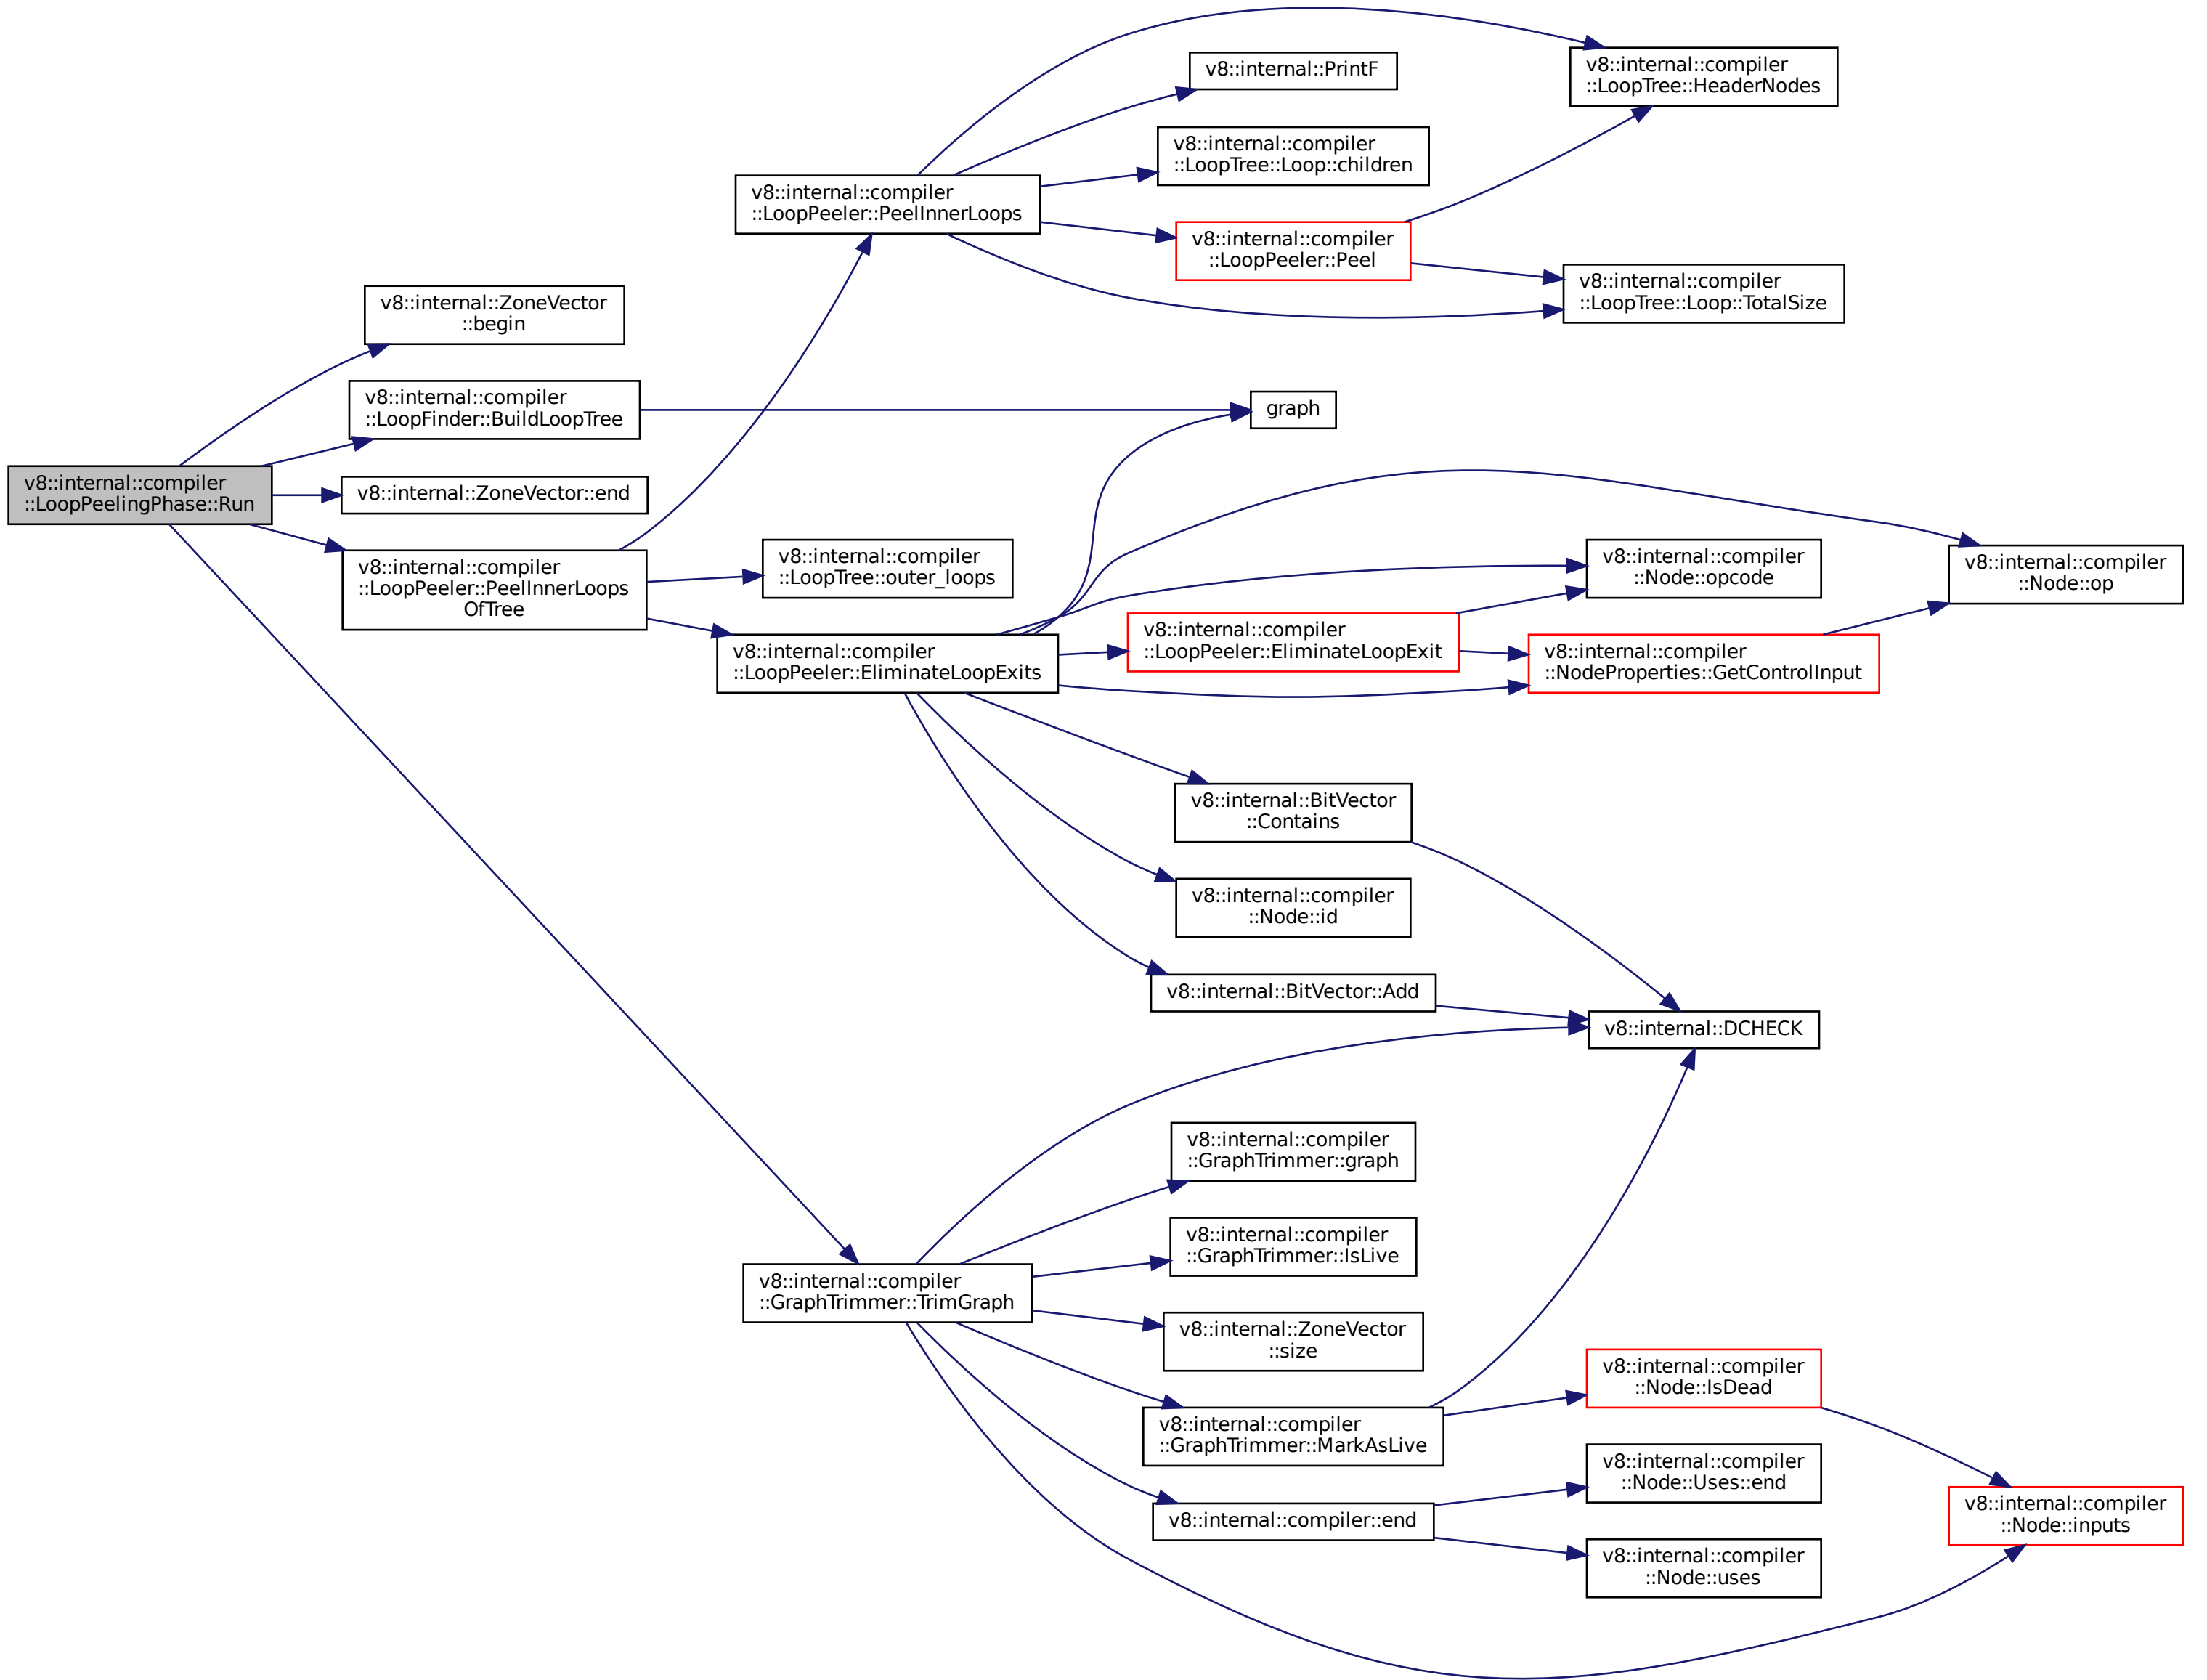 v8::internal::compiler
::LoopPeelingPhase::Run
v8::internal::ZoneVector
::begin
v8::internal::compiler
::LoopFinder::BuildLoopTree
v8::internal::ZoneVector::end
v8::internal::compiler
::LoopPeeler::PeelInnerLoops
OfTree
v8::internal::compiler
::LoopPeeler::PeelInnerLoops
v8::internal::compiler
::LoopTree::outer_loops
v8::internal::compiler
::LoopPeeler::EliminateLoopExits
v8::internal::compiler
::GraphTrimmer::TrimGraph
v8::internal::PrintF
v8::internal::compiler
::LoopTree::Loop::children
v8::internal::compiler
::LoopPeeler::Peel
graph
v8::internal::compiler
::LoopPeeler::EliminateLoopExit
v8::internal::BitVector
::Contains
v8::internal::compiler
::Node::id
v8::internal::BitVector::Add
v8::internal::compiler
::GraphTrimmer::graph
v8::internal::compiler
::GraphTrimmer::IsLive
v8::internal::ZoneVector
::size
v8::internal::compiler
::GraphTrimmer::MarkAsLive
v8::internal::compiler::end
v8::internal::compiler
::LoopTree::HeaderNodes
v8::internal::compiler
::LoopTree::Loop::TotalSize
v8::internal::compiler
::Node::opcode
v8::internal::compiler
::NodeProperties::GetControlInput
v8::internal::DCHECK
v8::internal::compiler
::Node::IsDead
v8::internal::compiler
::Node::Uses::end
v8::internal::compiler
::Node::uses
v8::internal::compiler
::Node::op
v8::internal::compiler
::Node::inputs